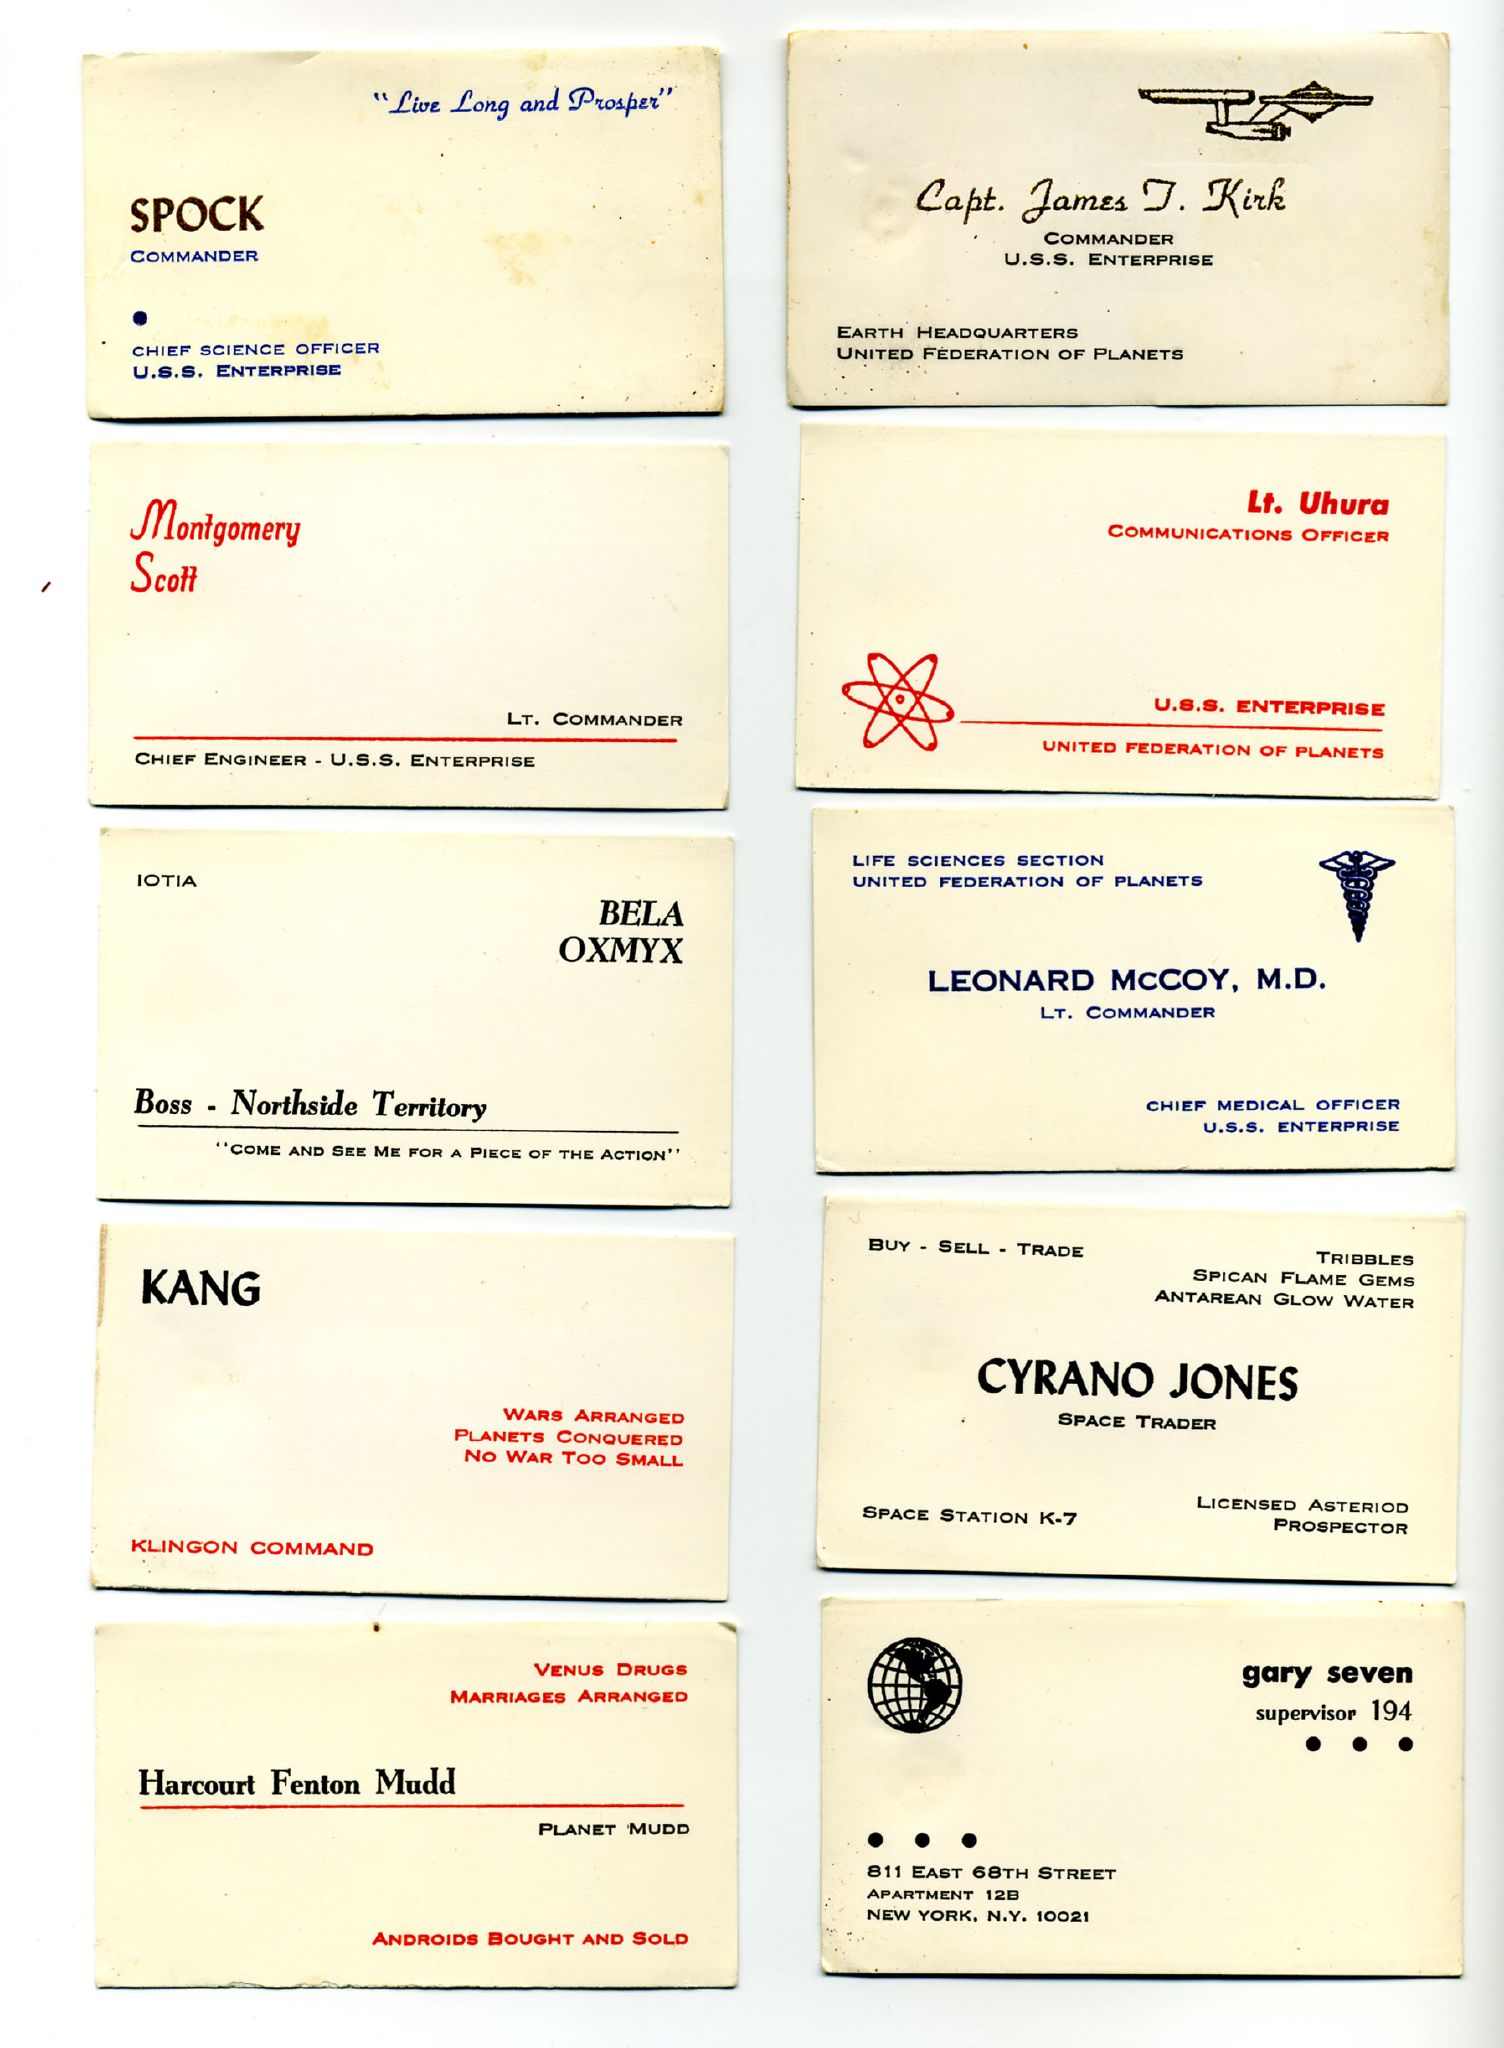 "Live Long and Prosper"
SPOCK
COMMANDER
CHIEF SCIENCE OFFICER
U.S.S. ENTERPRISE
Capt. James T. Kirk
COMMANDER
U.S.S. ENTERPRISE
EARTH HEADQUARTERS
UNITED FEDERATION OF PLANETS
Montgomery
Scott
LT. COMMANDER
CHIEF ENGINEER - U.S.S. ENTERPRISE
Lt. Uhura
COMMUNICATIONS OFFICER
U.S.S. ENTERPRISE
UNITED FEDERATION OF PLANETS
IOTIA
BELA
OXMYX
Boss - Northside Territory
"COME AND SEE ME FOR A PIECE OF THE ACTION"
LIFE SCIENCES SECTION
UNITED FEDERATION OF PLANETS
LEONARD McCOY, M.D.
LT. COMMANDER
CHIEF MEDICAL OFFICER
U.S.S. ENTERPRISE
KANG
WARS ARRANGED
PLANETS CONQUERED
NO WAR TOO SMALL
KLINGON COMMAND
BUY - SELL - TRADE
TRIBBLES
SPICAN FLAME GEMS
ANTAREAN GLOW WATER
CYRANO JONES
SPACE TRADER
SPACE STATION K-7
LICENSED ASTERIOD
PROSPECTOR
VENUS DRUGS
MARRIAGES ARRANGED
Harcourt Fenton Mudd
PLANET MUDD
ANDROIDS BOUGHT AND SOLD
gary seven
supervisor 194
811 EAST 68TH STREET
APARTMENT 12B
NEW YORK, N.Y. 10021